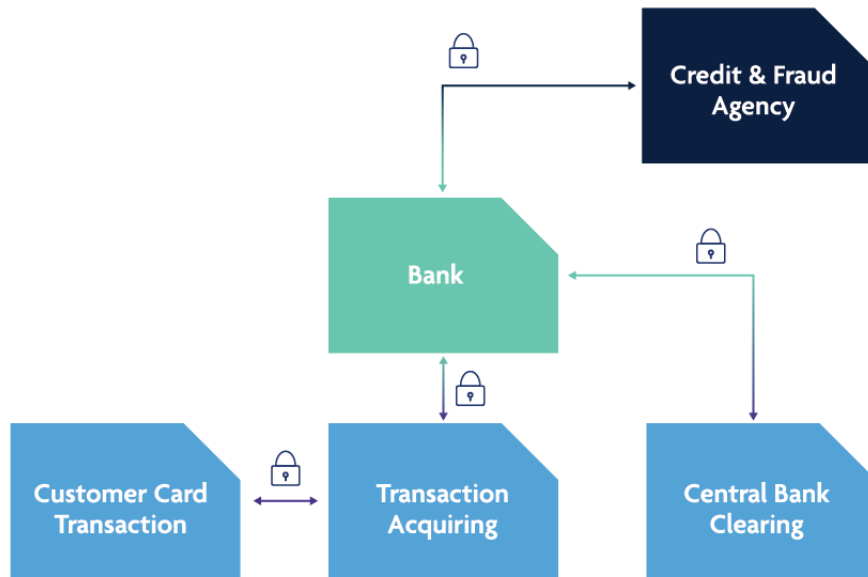 Credit & Fraud
Agency
Bank
Customer Card
Transaction
Transaction
Acquiring
Central Bank
Clearing